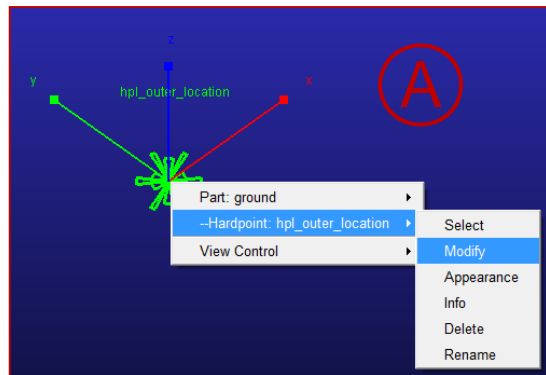 z
y
x
hpl_outer_location
A
Part: ground
--Hardpoint: hpl_outer_location
View Control
Select
Modify
Appearance
Info
Delete
Rename